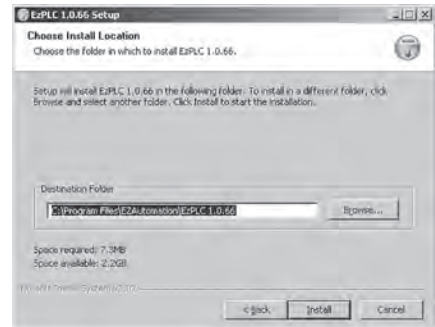 EzPLC 1.0.66 Setup
Choose Install Location
Choose the folder in which to install EzPLC 1.0.66.
Setup will install EzPLC 1.0.66 in the following folder. To install in a different folder, click
Browse and select another folder. Click Install to start the installation.
Destination Folder
C:\Program Files\EZAutomation\EzPLC 1.0.66
Browse...
Space required: 7.3MB
Space available: 2.2GB
Install System
< Back
Install
Cancel